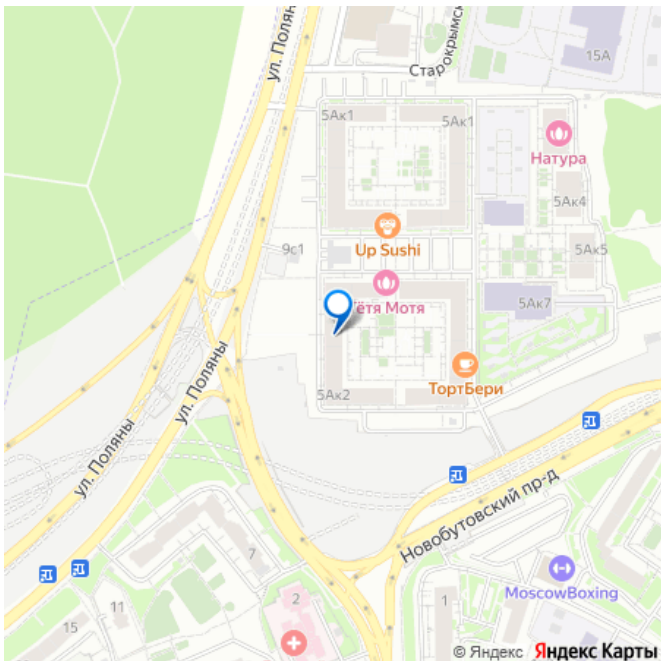 ул. Поляны
Старокрымск
15А
5Ак1
5Ак1
Натура
5Ак4
Up Sushi
9с1
5Ак5
Тётя Мотя
5Ак7
ТортБери
5Ак2
ул. Поляны
ул. Поляны
Новобутовский пр-д
7
MoscowBoxing
2
1
11
15
© Яндекс Яндекс Карты